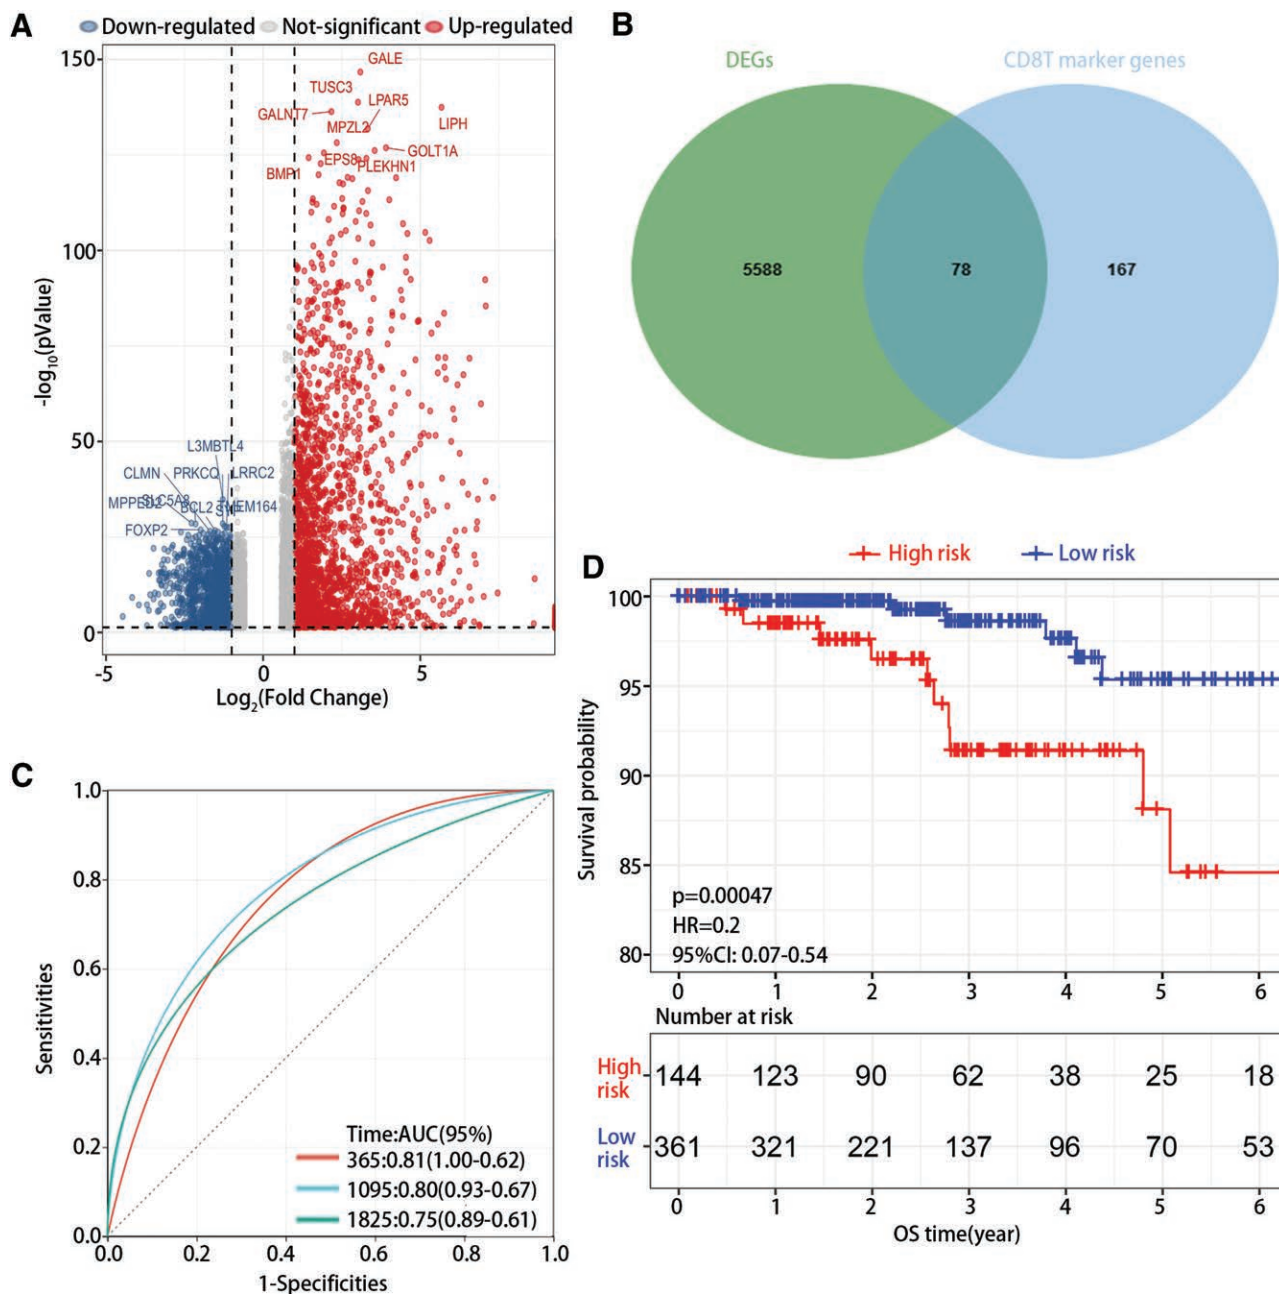 A
Down-regulated Not-significant Up-regulated
150
100
50
0
-log10(pValue)
GALE
TUSC3
LPAR5
GALNT7
MPZL2
LIPH
EPS8
GOLT1A
PLEKHN1
BMP1
L3MBTL4
CLMN PRKCQ LRRC2
MPPED2 SLC5A8 BCL2 TMEM164
FOXP2
-5 0 5
Log2(Fold Change)
B
DEGs
CD8T marker genes
5588 78 167
C
1.0
0.8
0.6
0.4
0.2
0.0
Sensitivities
Time:AUC(95%)
365:0.81(1.00-0.62)
1095:0.80(0.93-0.67)
1825:0.75(0.89-0.61)
0.0 0.2 0.4 0.6 0.8 1.0
1-Specificities
D
High risk Low risk
100
95
90
85
80
Survival probability
p=0.00047
HR=0.2
95%CI: 0.07-0.54
0 1 2 3 4 5 6
Number at risk
High risk 144 123 90 62 38 25 18
Low risk 361 321 221 137 96 70 53
0 1 2 3 4 5 6
OS time(year)